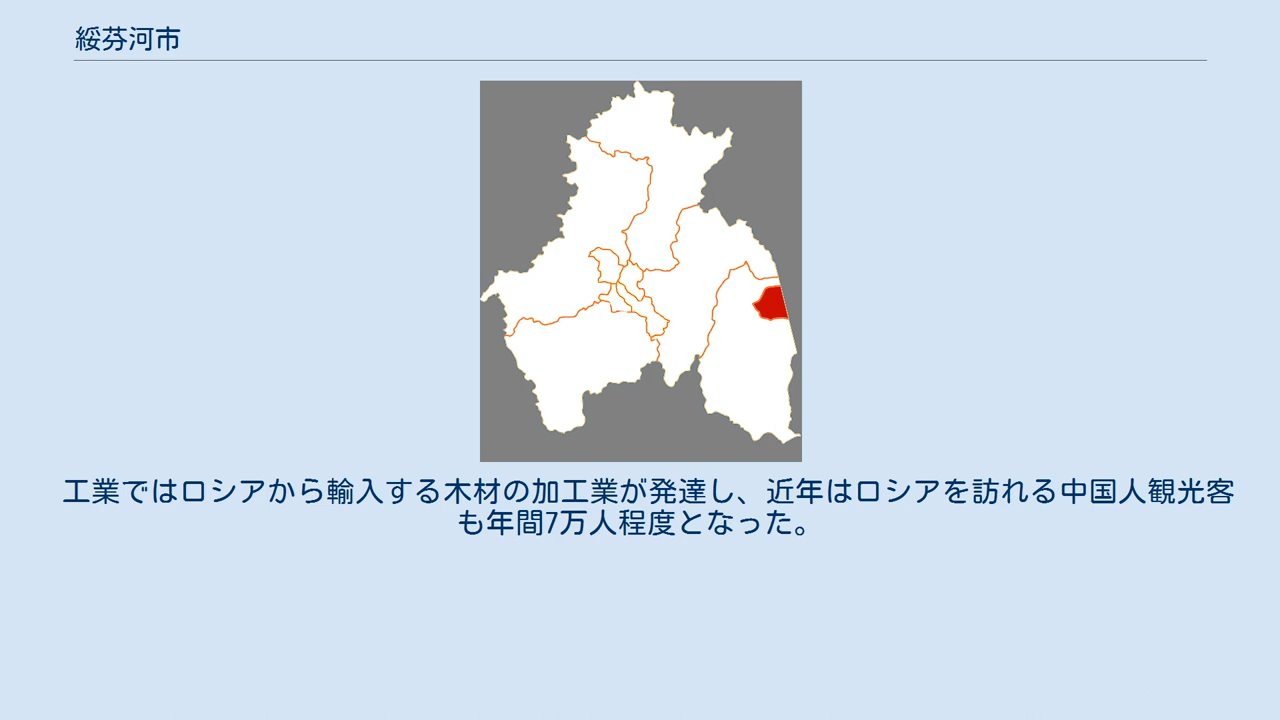 綏芬河市
工業ではロシアから輸入する木材の加工業が発達し、近年はロシアを訪れる中国人観光客
も年間7万人程度となった。